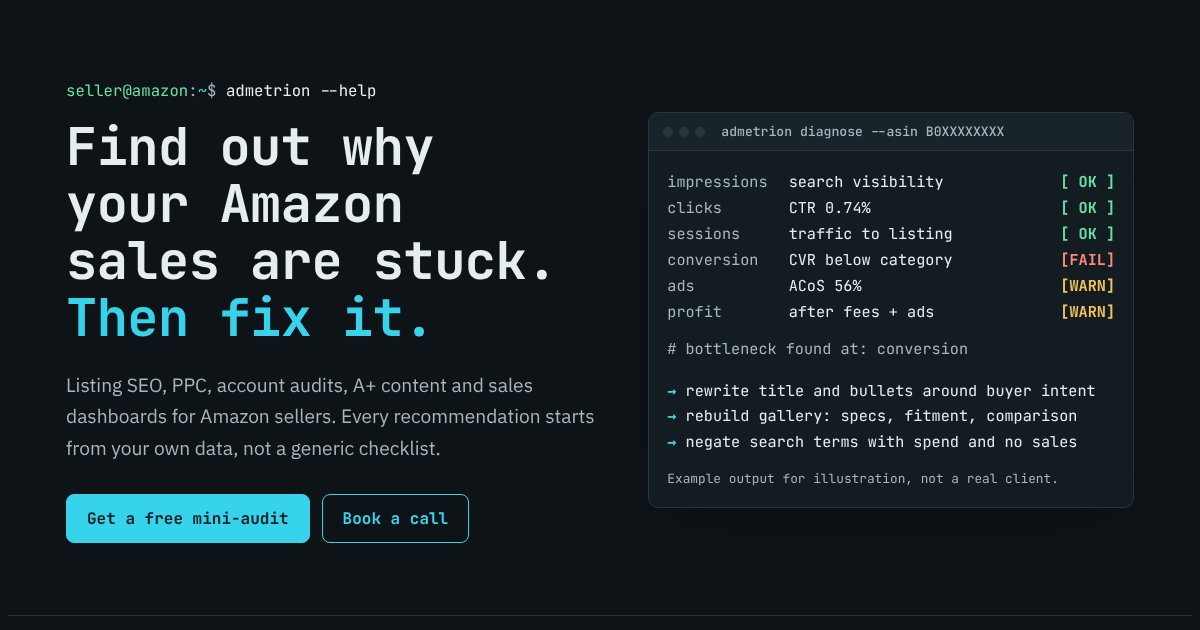 seller@amazon:~$ admetrion --help
Find out why
your Amazon
sales are stuck.
Then fix it.
Listing SEO, PPC, account audits, A+ content and sales
dashboards for Amazon sellers. Every recommendation starts
from your own data, not a generic checklist.
Get a free mini-audit
Book a call
admetrion diagnose --asin B0XXXXXXXX
impressions search visibility [ OK ]
clicks CTR 0.74% [ OK ]
sessions traffic to listing [ OK ]
conversion CVR below category [FAIL]
ads ACoS 56% [WARN]
profit after fees + ads [WARN]
# bottleneck found at: conversion
→ rewrite title and bullets around buyer intent
→ rebuild gallery: specs, fitment, comparison
→ negate search terms with spend and no sales
Example output for illustration, not a real client.